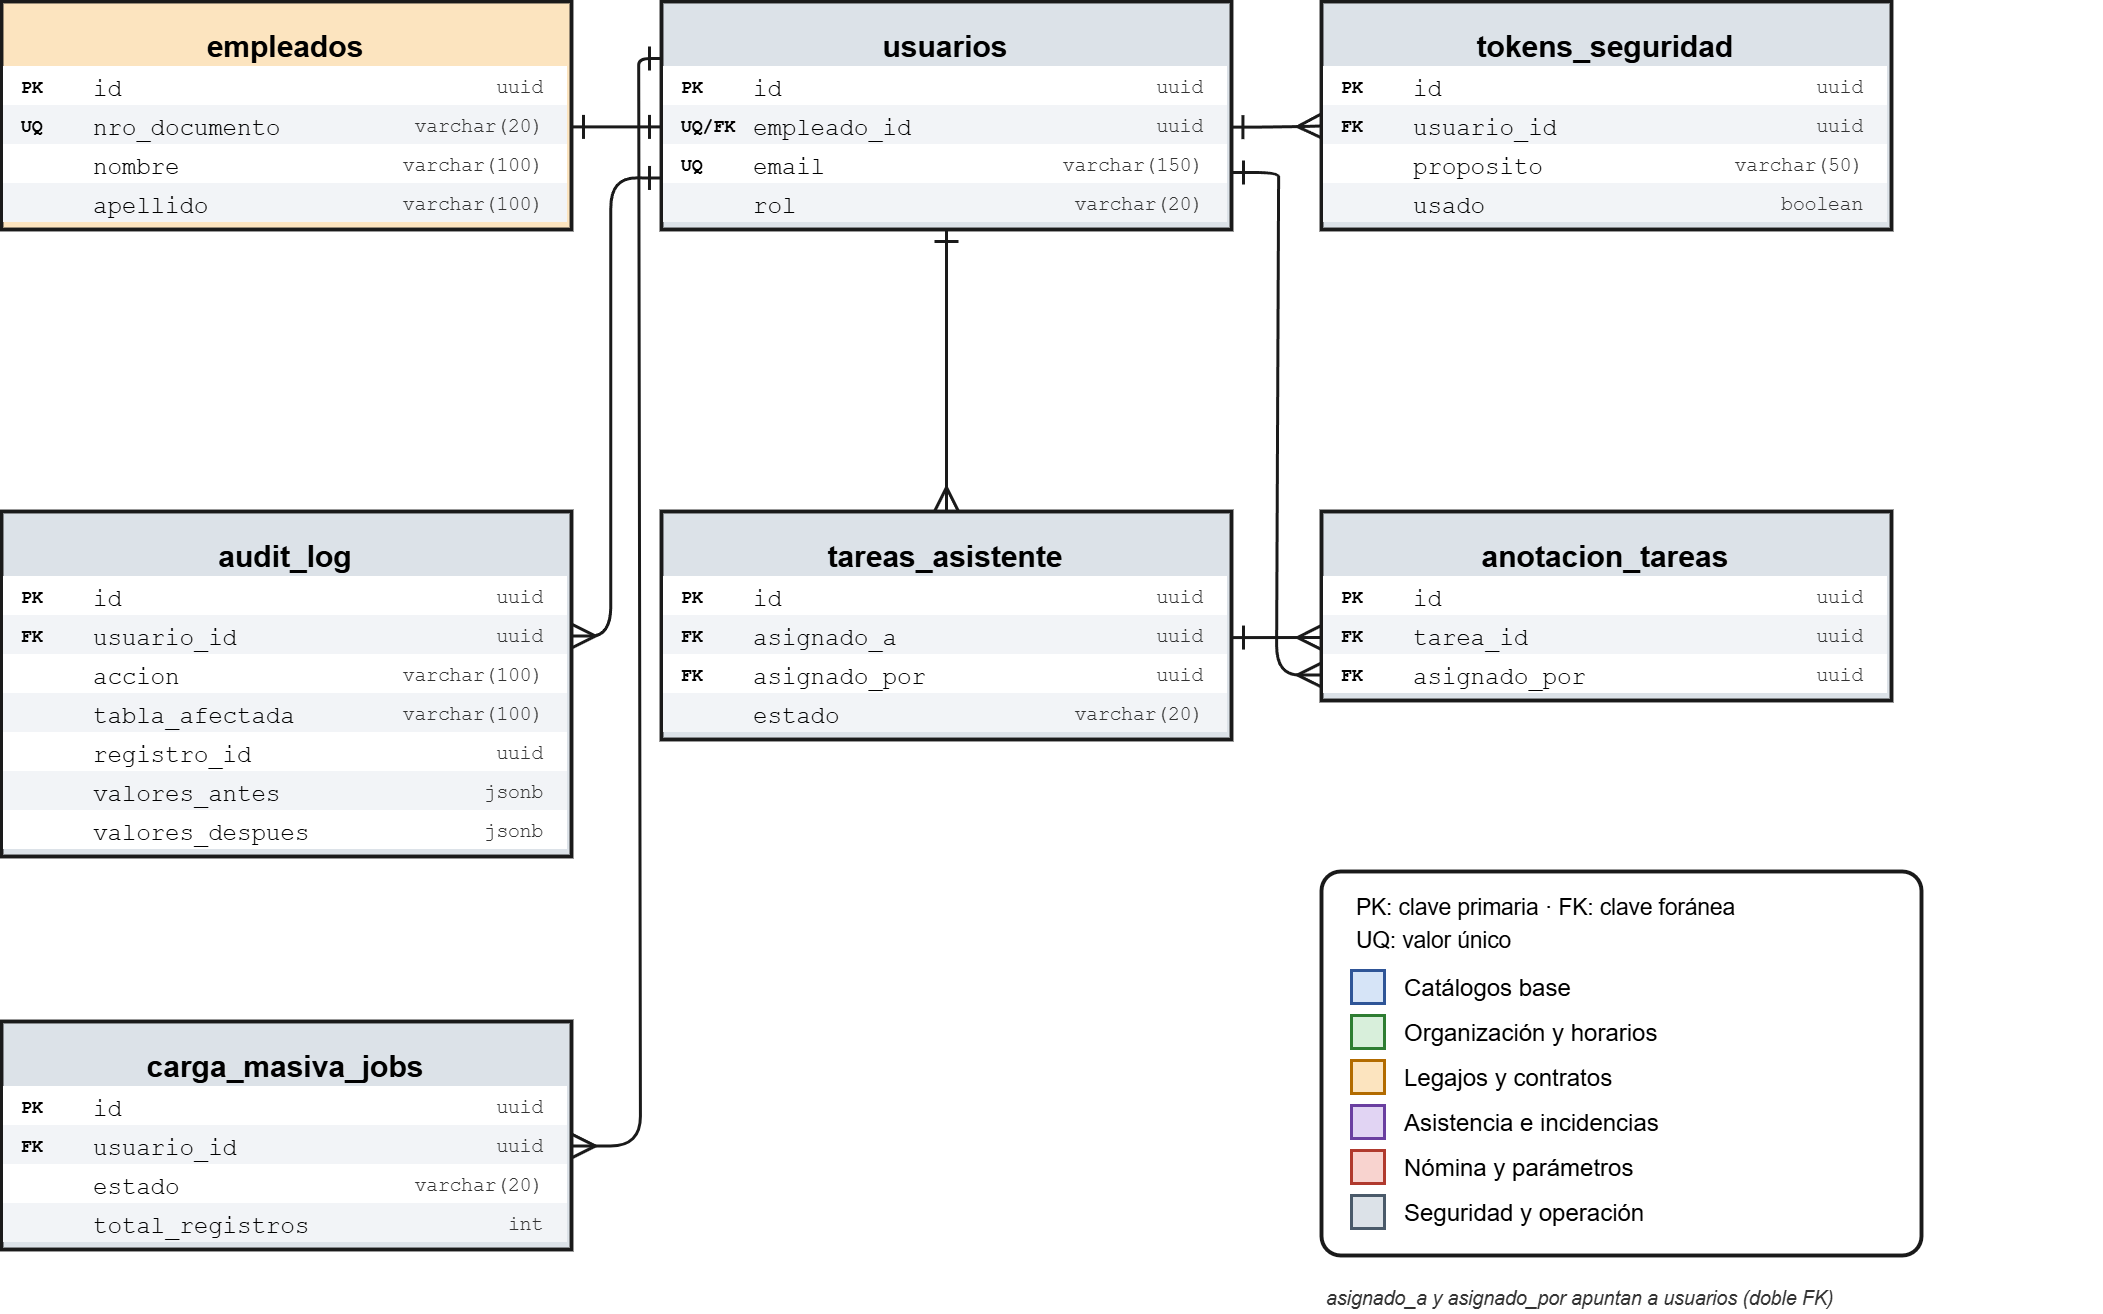 empleados
PK id uuid
UQ nro_documento varchar(20)
nombre varchar(100)
apellido varchar(100)
usuarios
PK id uuid
UQ/FK empleado_id uuid
UQ email varchar(150)
rol varchar(20)
tokens_seguridad
PK id uuid
FK usuario_id uuid
proposito varchar(50)
usado boolean
audit_log
PK id uuid
FK usuario_id uuid
accion varchar(100)
tabla_afectada varchar(100)
registro_id uuid
valores_antes jsonb
valores_despues jsonb
tareas_asistente
PK id uuid
FK asignado_a uuid
FK asignado_por uuid
estado varchar(20)
anotacion_tareas
PK id uuid
FK tarea_id uuid
FK asignado_por uuid
carga_masiva_jobs
PK id uuid
FK usuario_id uuid
estado varchar(20)
total_registros int
PK: clave primaria · FK: clave foránea
UQ: valor único
Catálogos base
Organización y horarios
Legajos y contratos
Asistencia e incidencias
Nómina y parámetros
Seguridad y operación
asignado_a y asignado_por apuntan a usuarios (doble FK)